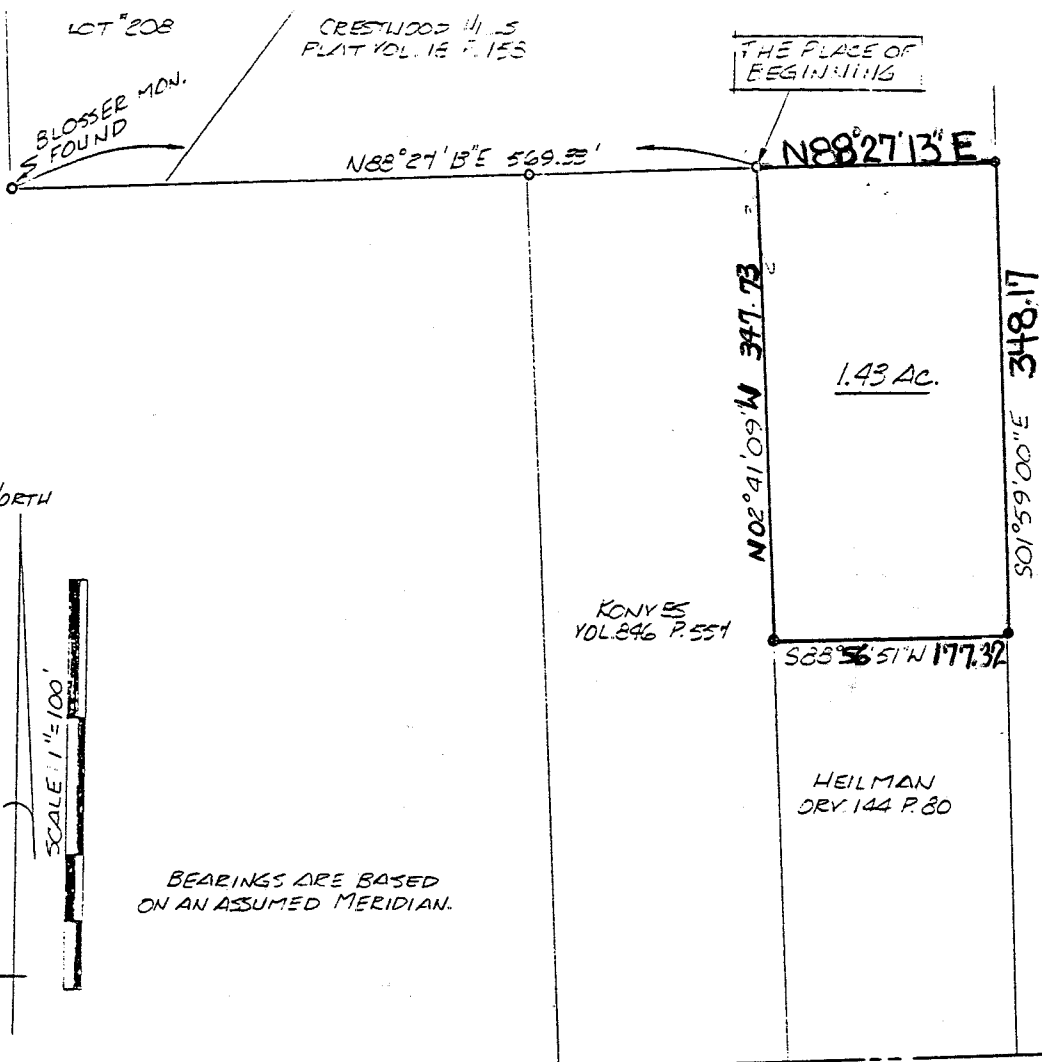 LOT #208
CRESTWOOD
PLAT VOL. 18 P. 153
THE PLACE OF
BEGINNING
BLOSSER MON.
FOUND
N88°27'13"E 569.33'
N88°27'13"E
N02°41'09"W 347.73
348.17
S01°59'00"E
1.43 AC.
NORTH
SCALE 1"=100'
KONYES
VOL. 846 P. 557
S88°56'51"W 177.32
HEILMAN
ORV. 144 P. 80
BEARINGS ARE BASED
ON AN ASSUMED MERIDIAN.